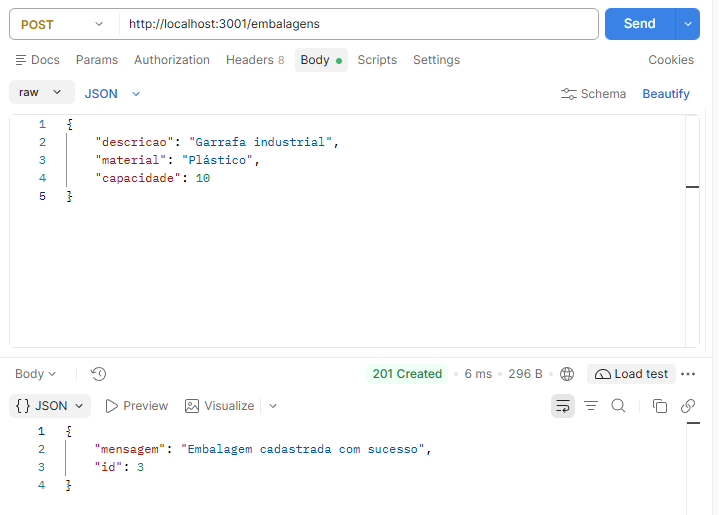 POST http://localhost:3001/embalagens Send
Docs Params Authorization Headers 8 Body Scripts Settings Cookies
raw JSON Schema Beautify
1 {
2 "descricao": "Garrafa industrial",
3 "material": "Plástico",
4 "capacidade": 10
5 }
Body 201 Created 6 ms 296 B Load test
{} JSON Preview Visualize
1 {
2 "mensagem": "Embalagem cadastrada com sucesso",
3 "id": 3
4 }